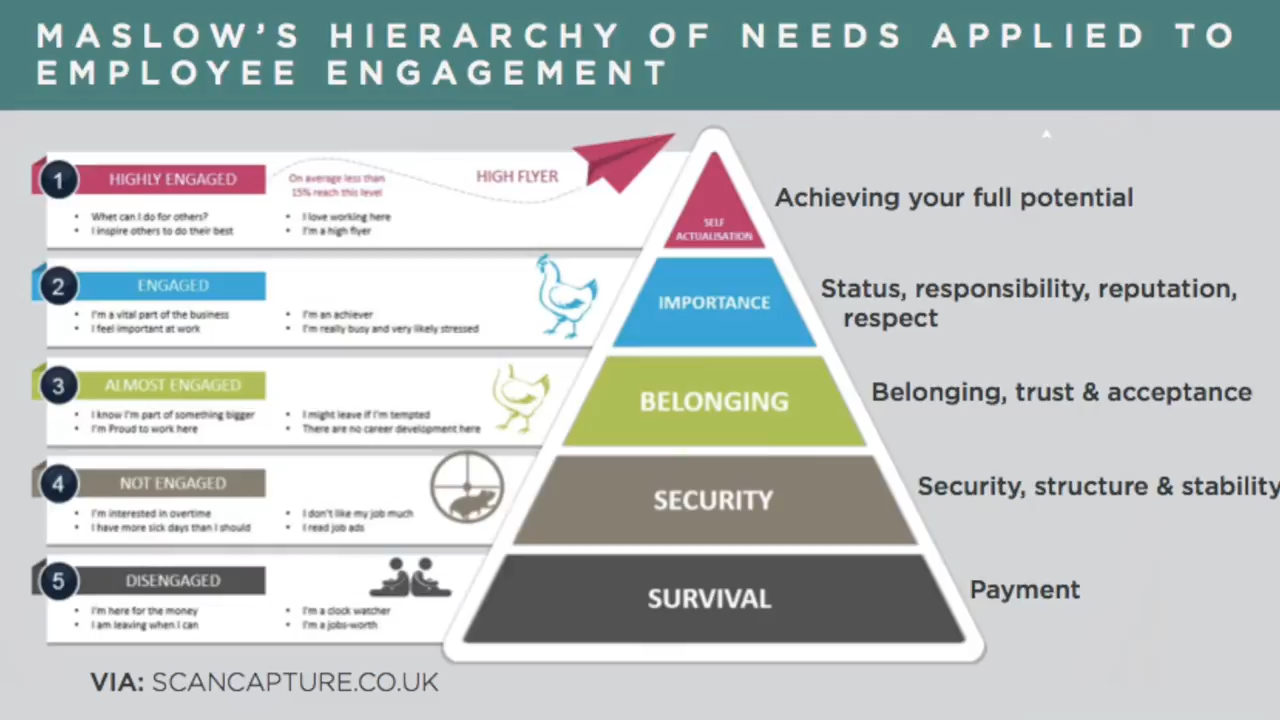 MASLOW'S HIERARCHY OF NEEDS APPLIED TO
EMPLOYEE ENGAGEMENT
1 HIGHLY ENGAGED
On average less than
15% reach this level
HIGH FLYER
• What can I do for others?
• I inspire others to do their best
• I love working here
• I'm a high flyer
SELF
ACTUALISATION
Achieving your full potential
2 ENGAGED
• I'm a vital part of the business
• I feel important at work
• I'm an achiever
• I'm really busy and very likely stressed
IMPORTANCE
Status, responsibility, reputation,
respect
3 ALMOST ENGAGED
• I know I'm part of something bigger
• I'm Proud to work here
• I might leave if I'm tempted
• There are no career development here
BELONGING
Belonging, trust & acceptance
4 NOT ENGAGED
• I'm interested in overtime
• I have more sick days than I should
• I don't like my job much
• I read job ads
SECURITY
Security, structure & stability
5 DISENGAGED
• I'm here for the money
• I am leaving when I can
• I'm a clock watcher
• I'm a jobs-worth
SURVIVAL
Payment
VIA: SCANCAPTURE.CO.UK